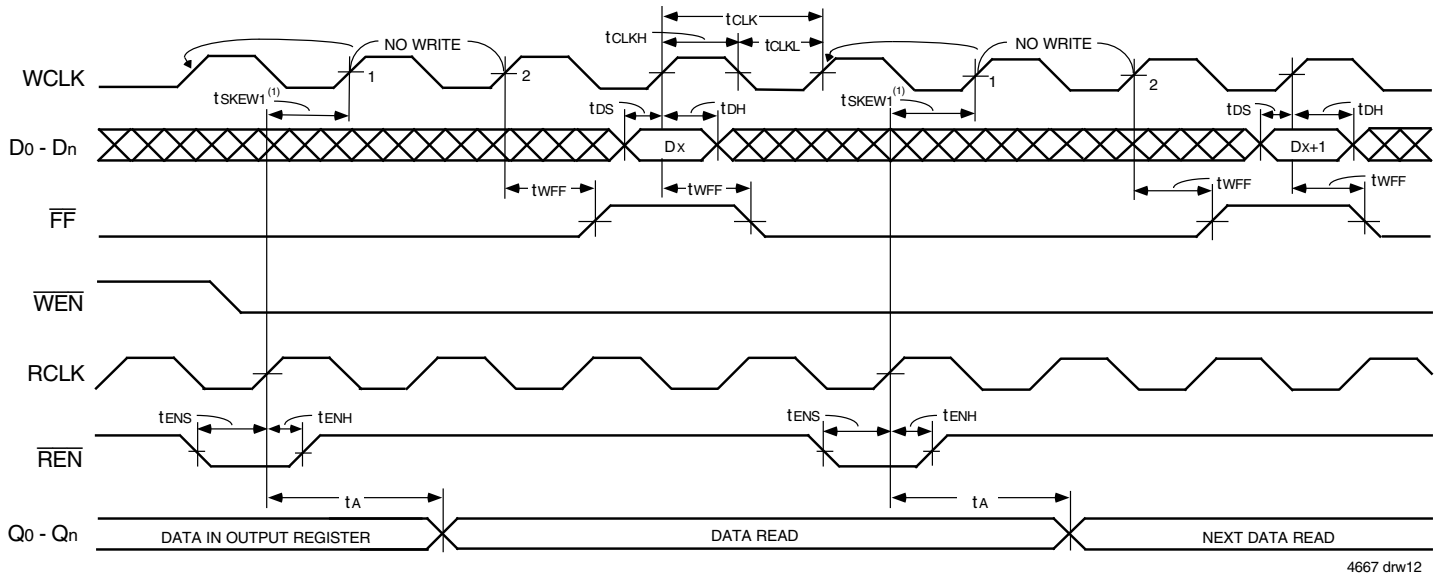 tCLK
tCLKH
tCLKL
NO WRITE
NO WRITE
WCLK
1
2
1
2
tSKEW1(1)
tDS
tDH
tSKEW1(1)
tDS
tDH
D0 - Dn
Dx
Dx+1
tWFF
tWFF
tWFF
tWFF
FF
WEN
RCLK
tENS
tENH
tENS
tENH
REN
tA
tA
Q0 - Qn
DATA IN OUTPUT REGISTER
DATA READ
NEXT DATA READ
4667 drw12